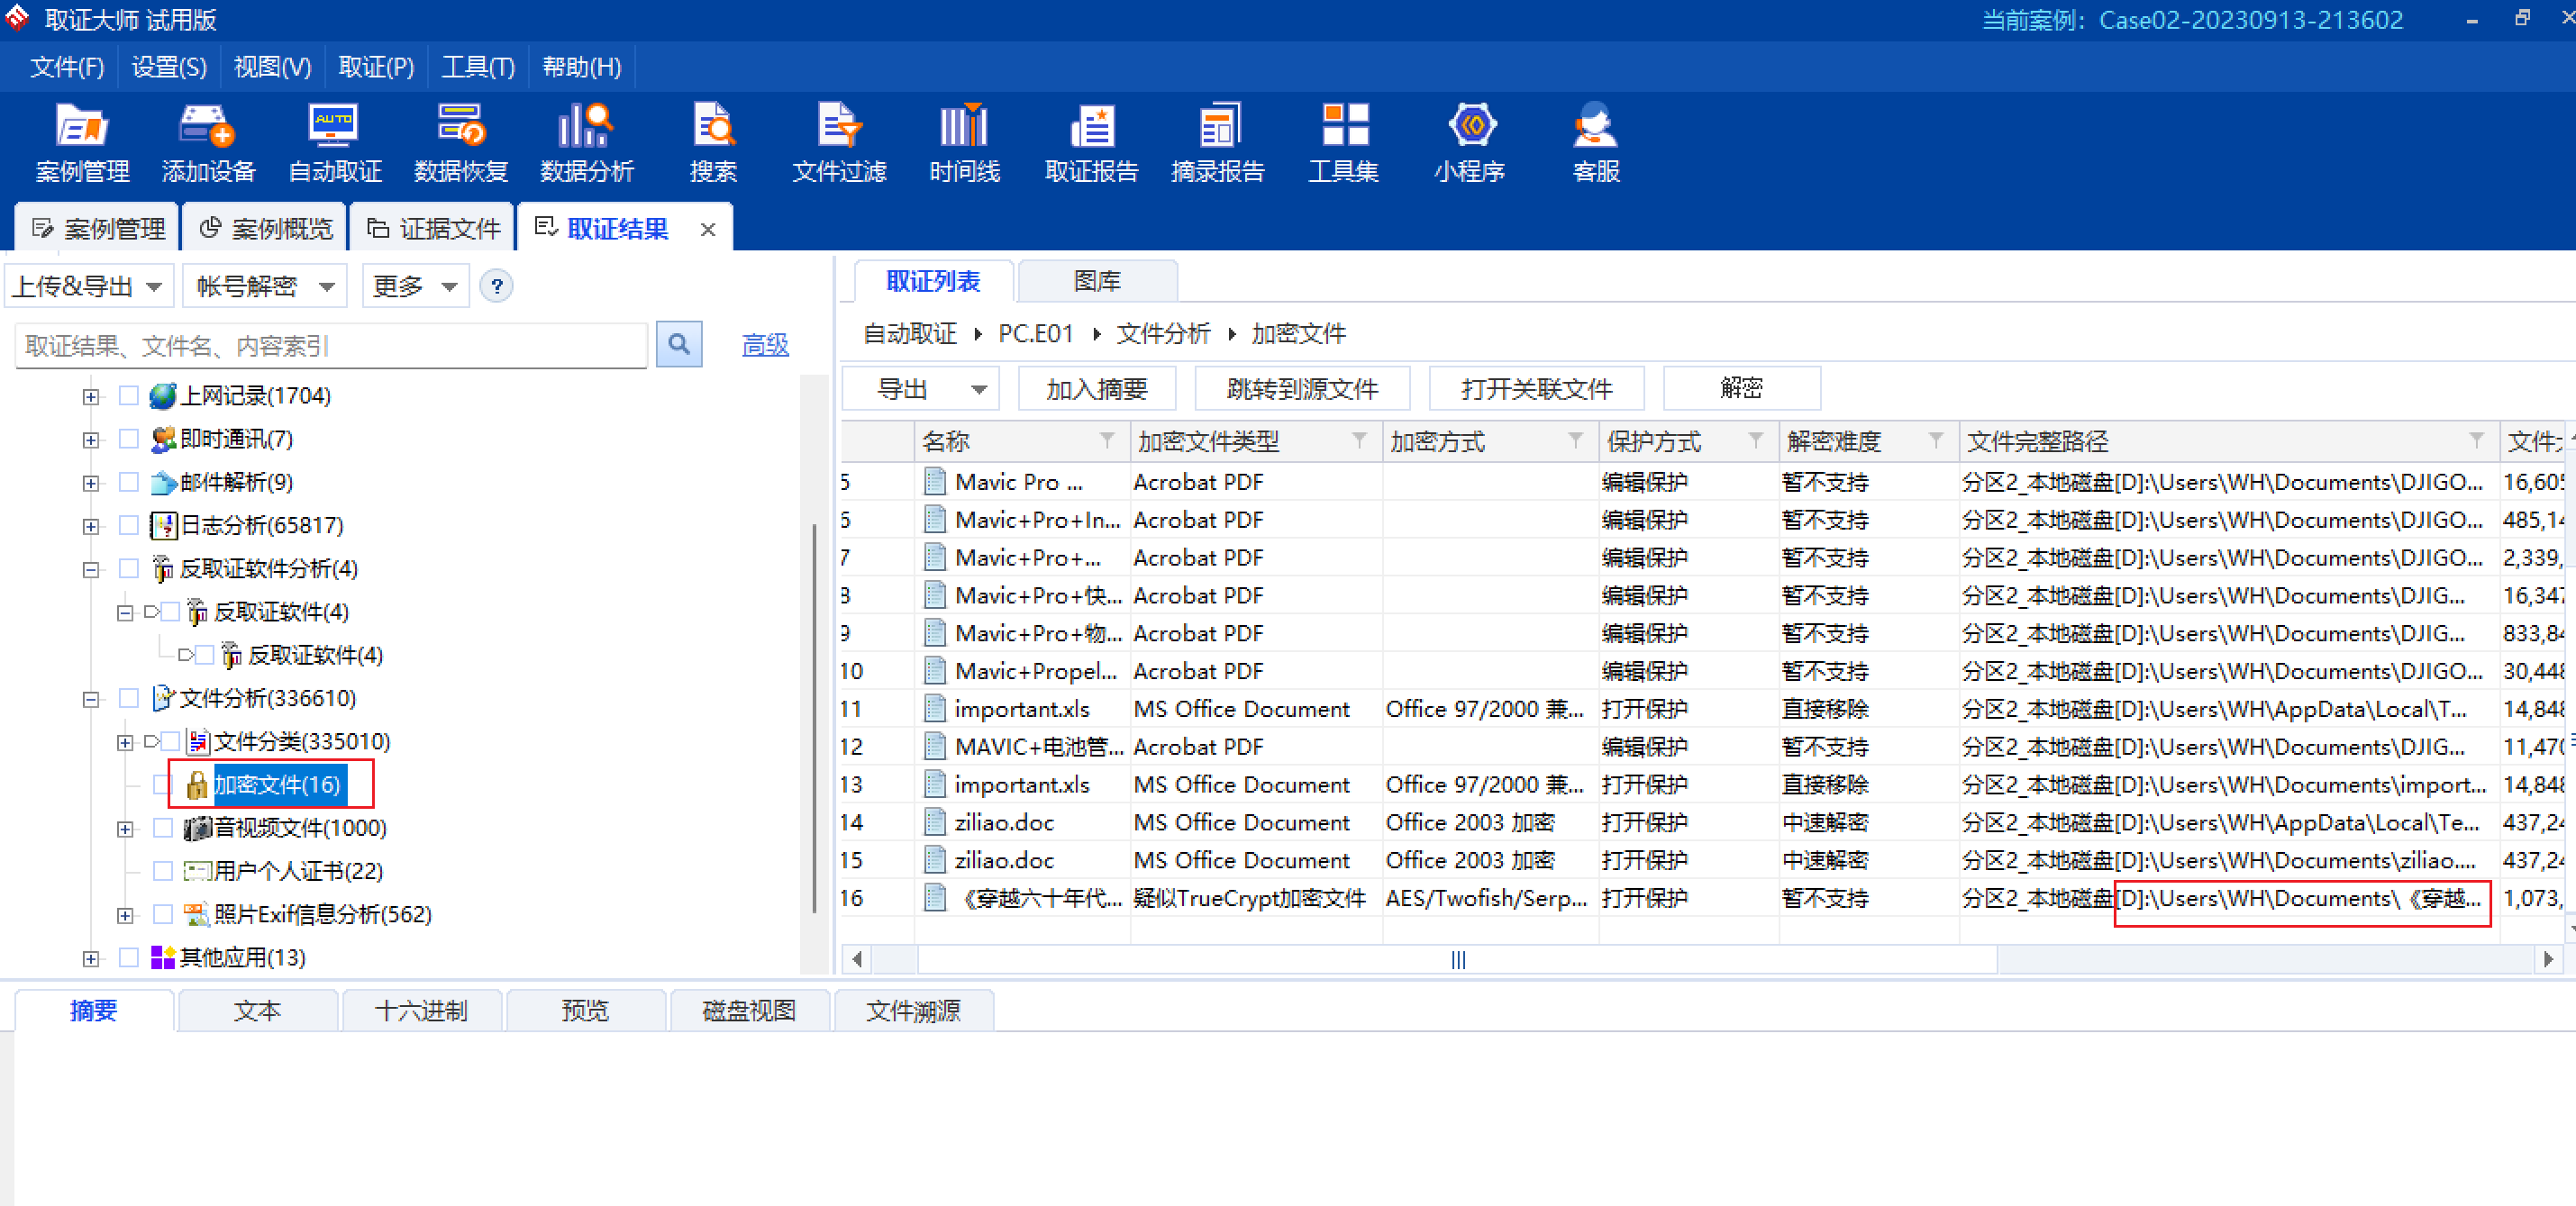 取证大师 试用版
当前案例：Case02-20230913-213602
文件(F) 设置(S) 视图(V) 取证(P) 工具(T) 帮助(H)
AUTO
案例管理 添加设备 自动取证 数据恢复 数据分析 搜索 文件过滤 时间线 取证报告 摘录报告 工具集 小程序 客服
案例管理 案例概览 证据文件 取证结果
上传&导出 帐号解密 更多 ?
取证结果、文件名、内容索引 高级
上网记录(1704)
即时通讯(7)
邮件解析(9)
日志分析(65817)
反取证软件分析(4)
反取证软件(4)
反取证软件(4)
文件分析(336610)
文件分类(335010)
加密文件(16)
音视频文件(1000)
用户个人证书(22)
照片Exif信息分析(562)
其他应用(13)
取证列表 图库
自动取证 PC.E01 文件分析 加密文件
导出 加入摘要 跳转到源文件 打开关联文件 解密
名称 加密文件类型 加密方式 保护方式 解密难度 文件完整路径
5 Mavic Pro ... Acrobat PDF 编辑保护 暂不支持 分区2_本地磁盘[D]:\Users\WH\Documents\DJIGO... 16,605
6 Mavic+Pro+In... Acrobat PDF 编辑保护 暂不支持 分区2_本地磁盘[D]:\Users\WH\Documents\DJIGO... 485,14
7 Mavic+Pro+... Acrobat PDF 编辑保护 暂不支持 分区2_本地磁盘[D]:\Users\WH\Documents\DJIGO... 2,339,
8 Mavic+Pro+快... Acrobat PDF 编辑保护 暂不支持 分区2_本地磁盘[D]:\Users\WH\Documents\DJIG... 16,347
9 Mavic+Pro+物... Acrobat PDF 编辑保护 暂不支持 分区2_本地磁盘[D]:\Users\WH\Documents\DJIG... 833,84
10 Mavic+Propel... Acrobat PDF 编辑保护 暂不支持 分区2_本地磁盘[D]:\Users\WH\Documents\DJIGO... 30,448
11 important.xls MS Office Document Office 97/2000 兼... 打开保护 直接移除 分区2_本地磁盘[D]:\Users\WH\AppData\Local\T... 14,848
12 MAVIC+电池管... Acrobat PDF 编辑保护 暂不支持 分区2_本地磁盘[D]:\Users\WH\Documents\DJIG... 11,470
13 important.xls MS Office Document Office 97/2000 兼... 打开保护 直接移除 分区2_本地磁盘[D]:\Users\WH\Documents\import... 14,848
14 ziliao.doc MS Office Document Office 2003 加密 打开保护 中速解密 分区2_本地磁盘[D]:\Users\WH\AppData\Local\Te... 437,24
15 ziliao.doc MS Office Document Office 2003 加密 打开保护 中速解密 分区2_本地磁盘[D]:\Users\WH\Documents\ziliao.... 437,24
16 《穿越六十年代... 疑似TrueCrypt加密文件 AES/Twofish/Serp... 打开保护 暂不支持 分区2_本地磁盘[D]:\Users\WH\Documents\《穿越... 1,073,
摘要 文本 十六进制 预览 磁盘视图 文件溯源